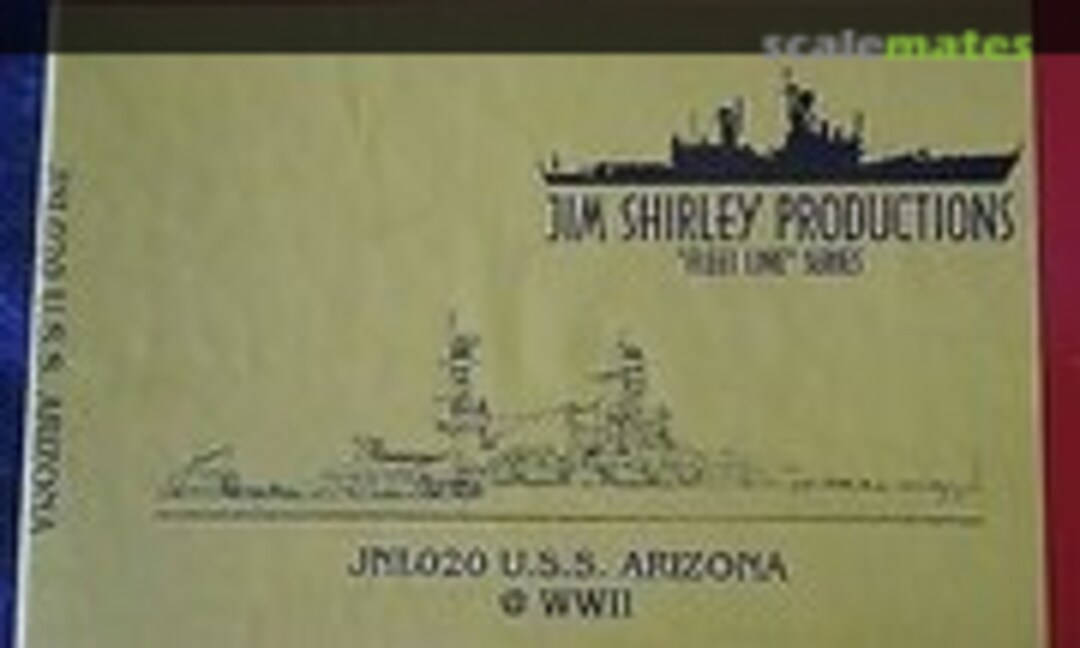 scalemates
JIM SHIRLEY PRODUCTIONS
"FLEET LINE" SERIES
JNL020 U.S.S. ARIZONA
JNL020 U.S.S. ARIZONA
@ WWII